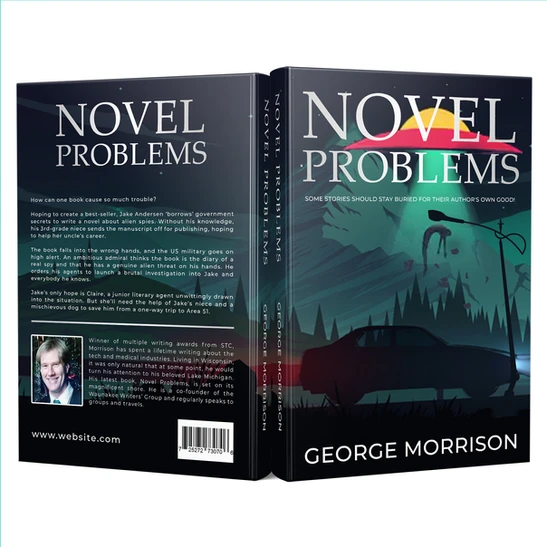 NOVEL
PROBLEMS
How can one book cause so much trouble?
Hoping to create a best-seller, Jake Andersen 'borrows' government
secrets to write a novel about alien spies. Without his knowledge,
his 3rd-grade niece sends the manuscript off for publishing, hoping
to help her uncle's career.
The book falls into the wrong hands, and the US military goes on
high alert. An ambitious admiral thinks the book is the diary of a
real spy and that he has a genuine alien threat on his hands. He
orders his agents to launch a brutal investigation into Jake and
everybody he knows.
Jake's only hope is Claire, a junior literary agent unwittingly drawn
into the situation. But she'll need the help of Jake's niece and a
mischievous dog to save him from a one-way trip to Area 51.
Winner of multiple writing awards from STC,
Morrison has spent a lifetime writing about the
tech and medical industries. Living in Wisconsin,
it was only natural that at some point, he would
turn his attention to his beloved Lake Michigan.
His latest book, Novel Problems, is set on its
magnificent shore. He is a co-founder of the
Waunakee Writers' Group and regularly speaks to
groups and travels.
www.website.com
7 25272 73070 6
NOVEL PROBLEMS
GEORGE MORRISON
NOVEL PROBLEMS
GEORGE MORRISON
NOVEL
PROBLEMS
SOME STORIES SHOULD STAY BURIED FOR THEIR AUTHOR'S OWN GOOD!
GEORGE MORRISON